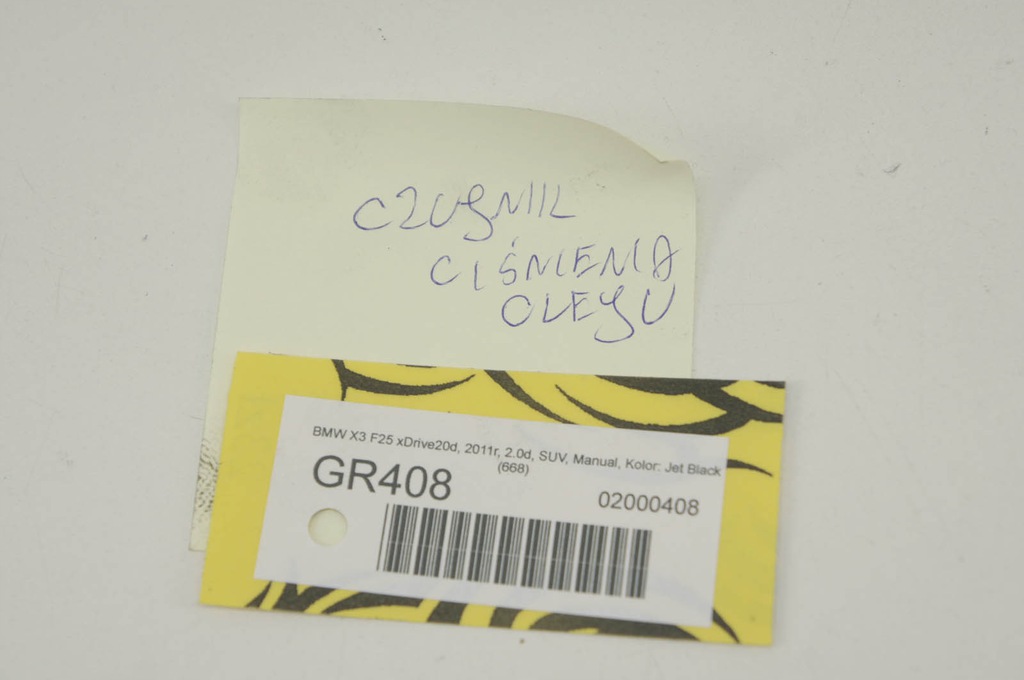 CZUJNIK
CIŚNIENIA
OLEJU
BMW X3 F25 xDrive20d, 2011r, 2.0d, SUV, Manual, Kolor: Jet Black
(668)
GR408
02000408